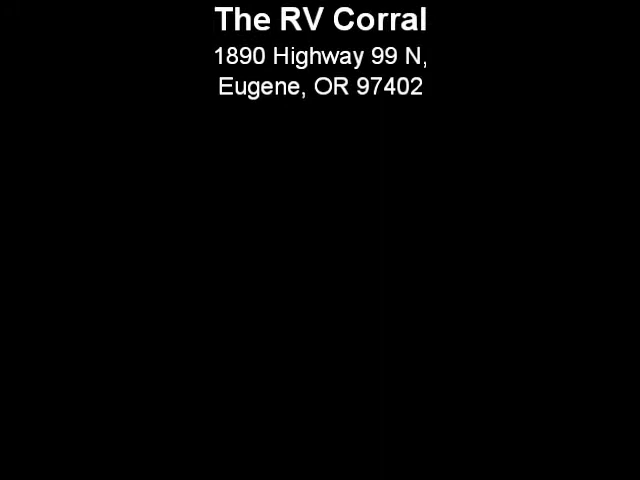 The RV Corral
1890 Highway 99 N,
Eugene, OR 97402